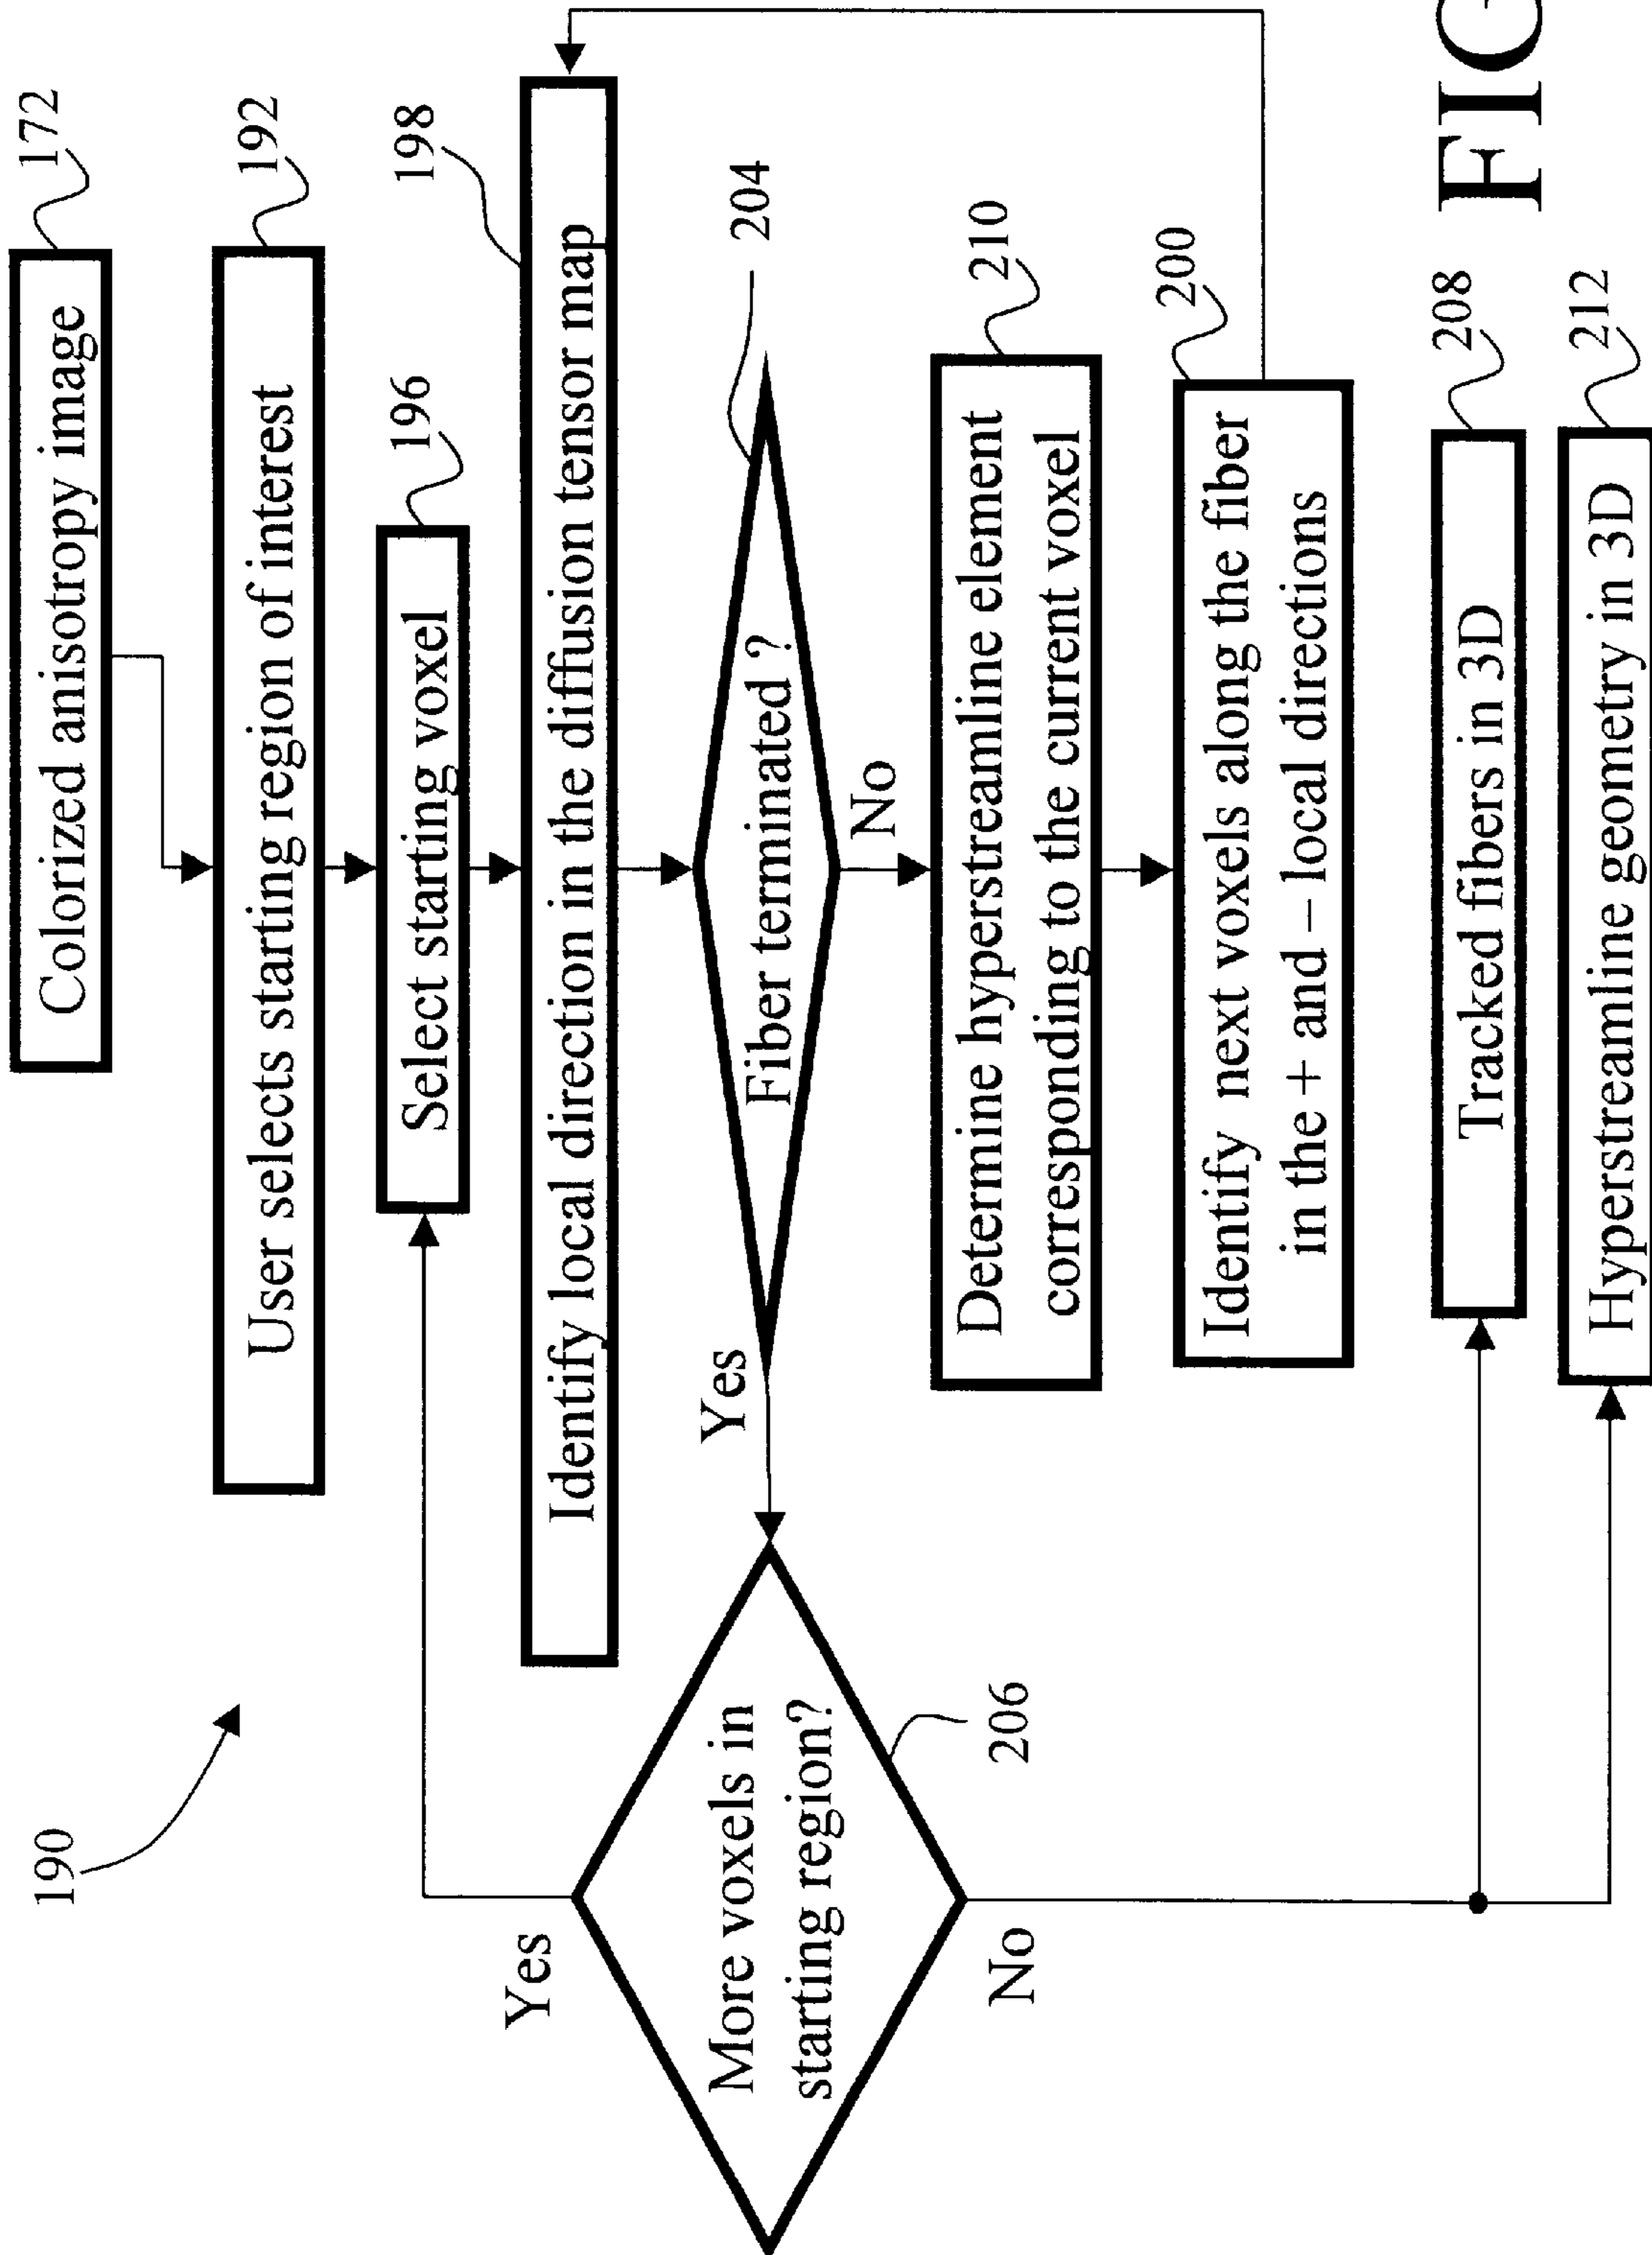 190
Colorized anisotropy image
172
User selects starting region of interest
192
Select starting voxel
196
Identify local direction in the diffusion tensor map
198
Fiber terminated ?
204
Yes
No
More voxels in
starting region?
206
Yes
No
Determine hyperstreamline element
corresponding to the current voxel
210
Identify next voxels along the fiber
in the + and – local directions
200
Tracked fibers in 3D
208
Hyperstreamline geometry in 3D
212
FIG